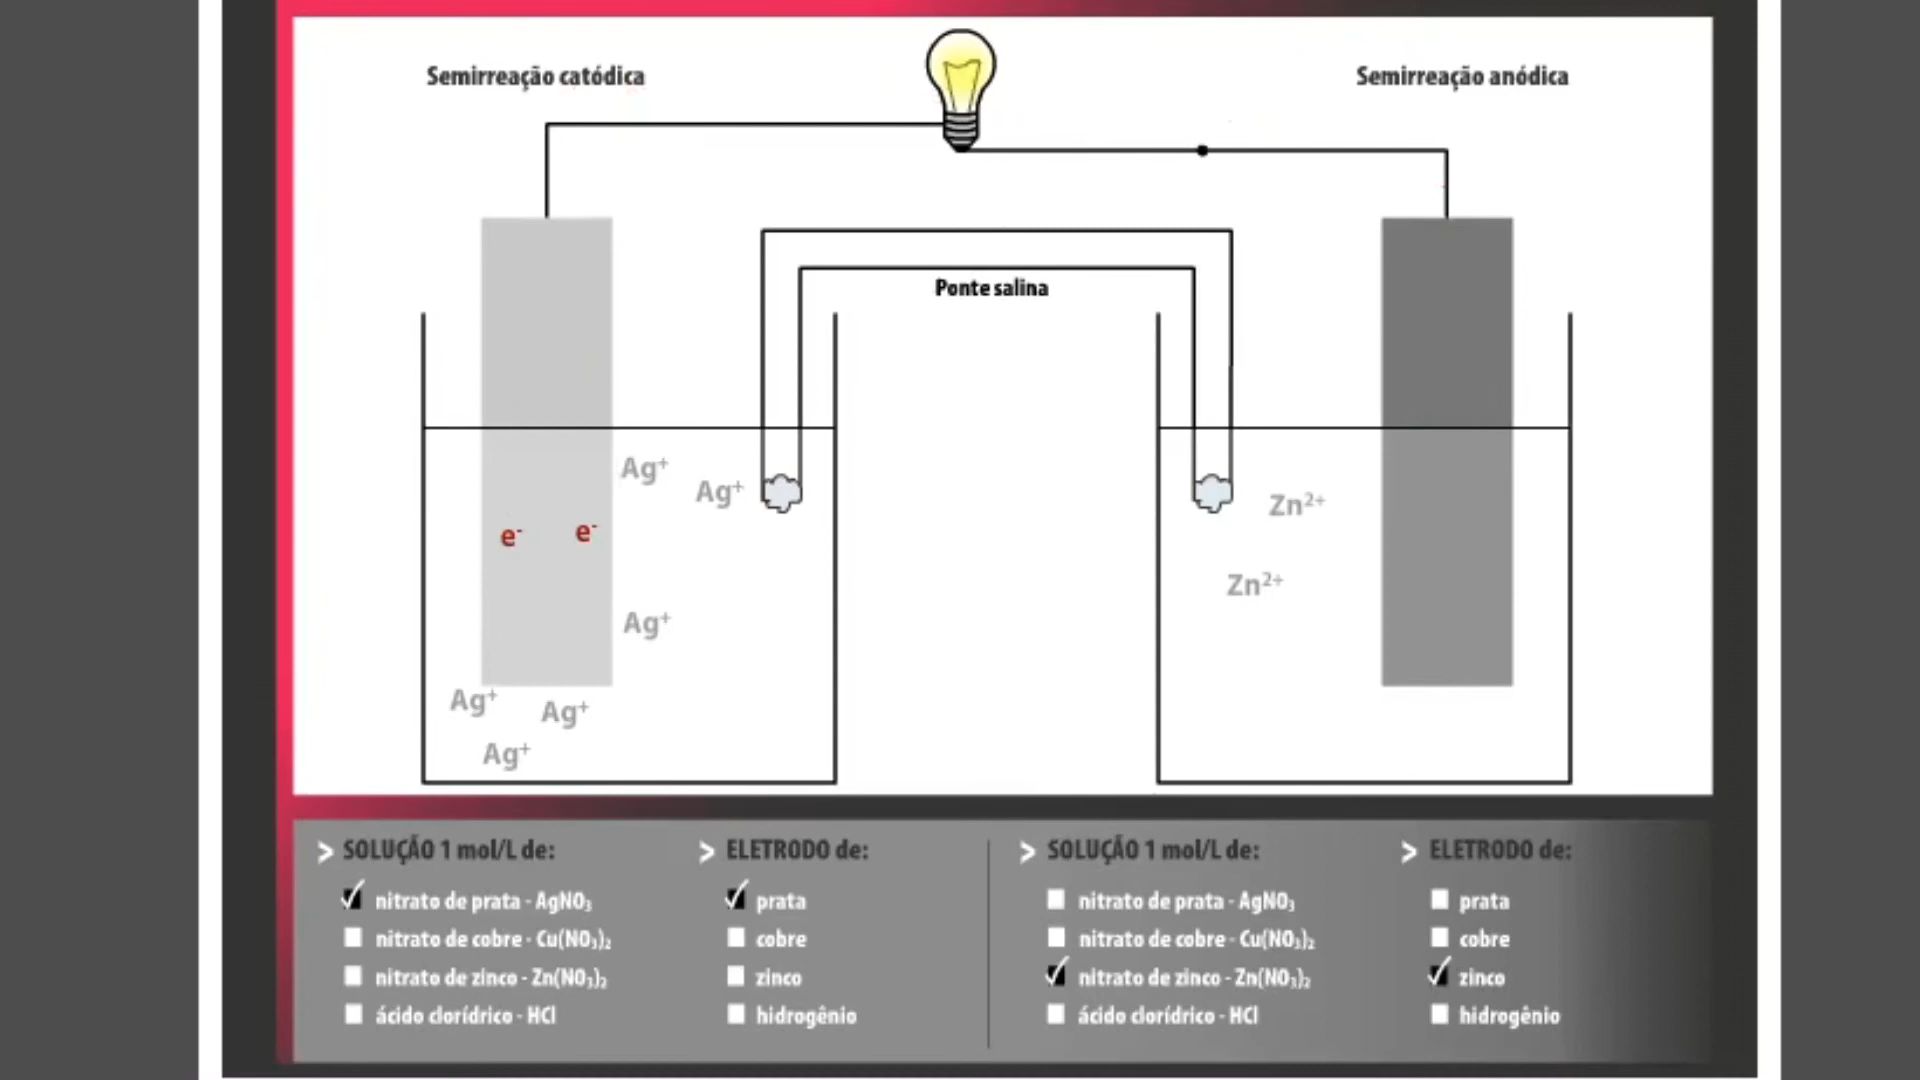 Semirreação catódica
Semirreação anódica
Ponte salina
Ag⁺
Ag⁺
Zn²⁺
e⁻
e⁻
Zn²⁺
Ag⁺
Ag⁺
Ag⁺
Ag⁺
> SOLUÇÃO 1 mol/L de:
nitrato de prata - AgNO₃
nitrato de cobre - Cu(NO₃)₂
nitrato de zinco - Zn(NO₃)₂
ácido clorídrico - HCl
> ELETRODO de:
prata
cobre
zinco
hidrogênio
> SOLUÇÃO 1 mol/L de:
nitrato de prata - AgNO₃
nitrato de cobre - Cu(NO₃)₂
nitrato de zinco - Zn(NO₃)₂
ácido clorídrico - HCl
> ELETRODO de:
prata
cobre
zinco
hidrogênio